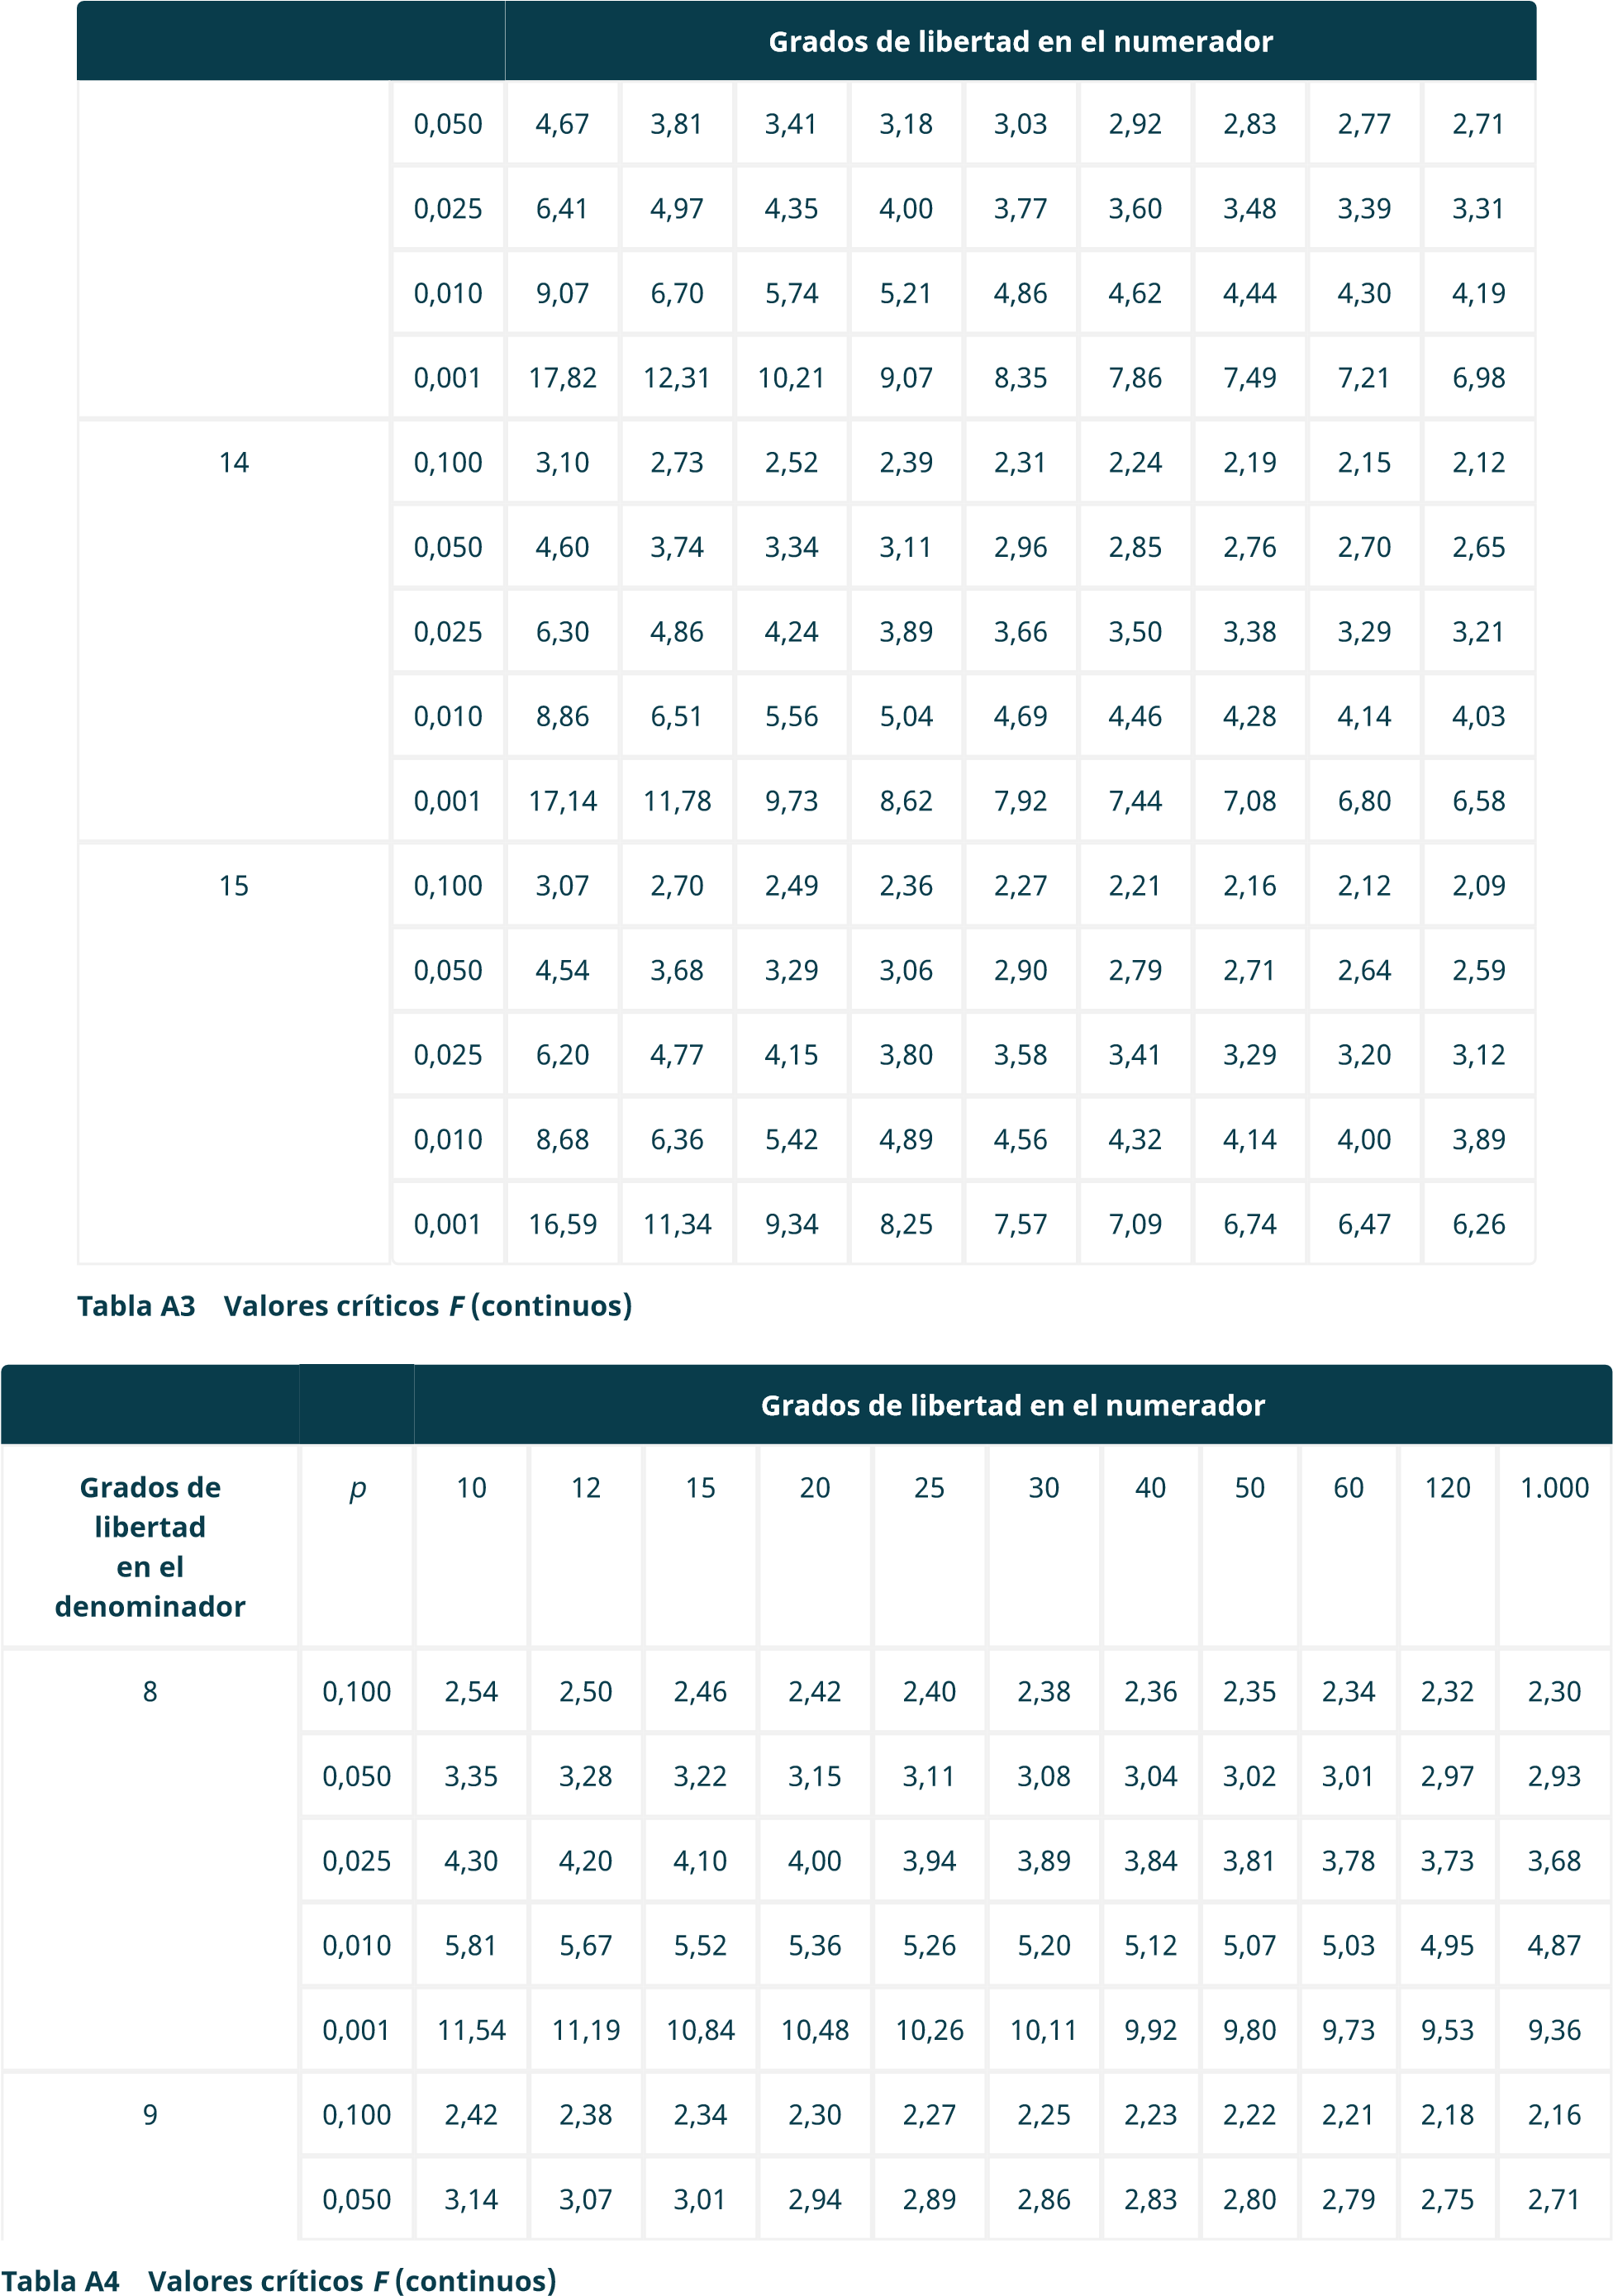 Grados de libertad en el numerador
0,050 4,67 3,81 3,41 3,18 3,03 2,92 2,83 2,77 2,71
0,025 6,41 4,97 4,35 4,00 3,77 3,60 3,48 3,39 3,31
0,010 9,07 6,70 5,74 5,21 4,86 4,62 4,44 4,30 4,19
0,001 17,82 12,31 10,21 9,07 8,35 7,86 7,49 7,21 6,98
14 0,100 3,10 2,73 2,52 2,39 2,31 2,24 2,19 2,15 2,12
0,050 4,60 3,74 3,34 3,11 2,96 2,85 2,76 2,70 2,65
0,025 6,30 4,86 4,24 3,89 3,66 3,50 3,38 3,29 3,21
0,010 8,86 6,51 5,56 5,04 4,69 4,46 4,28 4,14 4,03
0,001 17,14 11,78 9,73 8,62 7,92 7,44 7,08 6,80 6,58
15 0,100 3,07 2,70 2,49 2,36 2,27 2,21 2,16 2,12 2,09
0,050 4,54 3,68 3,29 3,06 2,90 2,79 2,71 2,64 2,59
0,025 6,20 4,77 4,15 3,80 3,58 3,41 3,29 3,20 3,12
0,010 8,68 6,36 5,42 4,89 4,56 4,32 4,14 4,00 3,89
0,001 16,59 11,34 9,34 8,25 7,57 7,09 6,74 6,47 6,26
Tabla A3 Valores críticos F (continuos)
Grados de libertad en el numerador
Grados de p 10 12 15 20 25 30 40 50 60 120 1.000
libertad
en el
denominador
8 0,100 2,54 2,50 2,46 2,42 2,40 2,38 2,36 2,35 2,34 2,32 2,30
0,050 3,35 3,28 3,22 3,15 3,11 3,08 3,04 3,02 3,01 2,97 2,93
0,025 4,30 4,20 4,10 4,00 3,94 3,89 3,84 3,81 3,78 3,73 3,68
0,010 5,81 5,67 5,52 5,36 5,26 5,20 5,12 5,07 5,03 4,95 4,87
0,001 11,54 11,19 10,84 10,48 10,26 10,11 9,92 9,80 9,73 9,53 9,36
9 0,100 2,42 2,38 2,34 2,30 2,27 2,25 2,23 2,22 2,21 2,18 2,16
0,050 3,14 3,07 3,01 2,94 2,89 2,86 2,83 2,80 2,79 2,75 2,71
Tabla A4 Valores críticos F (continuos)